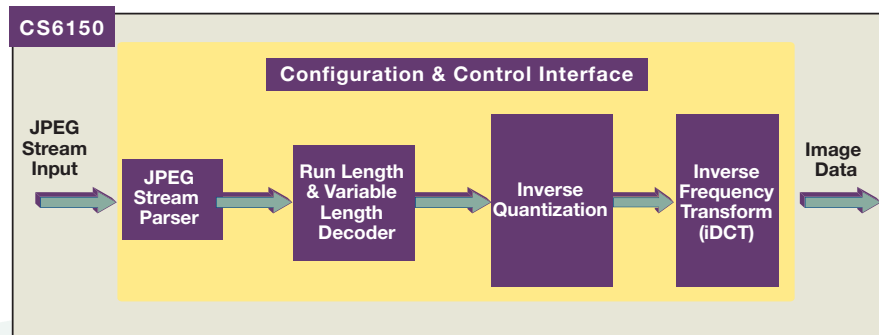 CS6150
Configuration & Control Interface
JPEG
Stream
Input
JPEG
Stream
Parser
Run Length
& Variable
Length
Decoder
Inverse
Quantization
Inverse
Frequency
Transform
(iDCT)
Image
Data